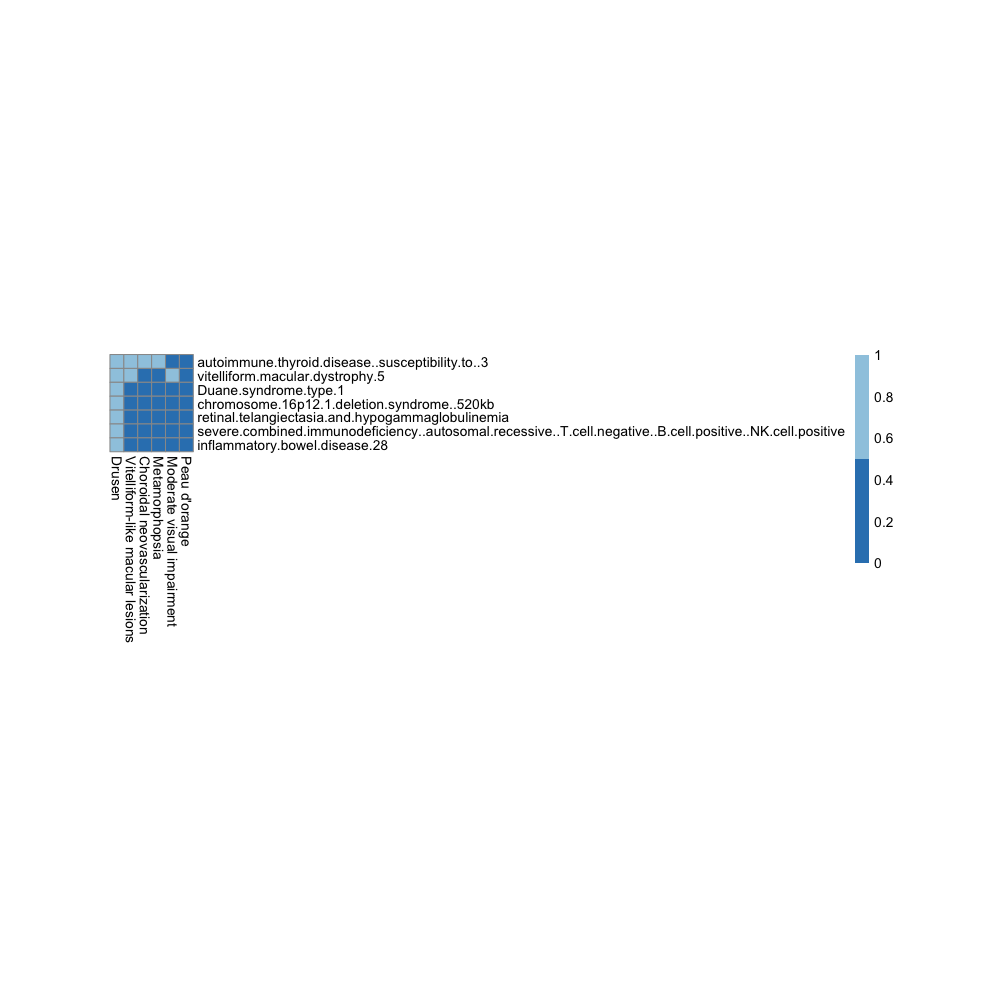 autoimmune.thyroid.disease..susceptibility.to..3
vitelliform.macular.dystrophy.5
Duane.syndrome.type.1
chromosome.16p12.1.deletion.syndrome..520kb
retinal.telangiectasia.and.hypogammaglobulinemia
severe.combined.immunodeficiency..autosomal.recessive..T.cell.negative..B.cell.positive..NK.cell.positive
inflammatory.bowel.disease.28
Drusen
Vitelliform-like macular lesions
Choroidal neovascularization
Metamorphopsia
Moderate visual impairment
Peau d'orange
1
0.8
0.6
0.4
0.2
0